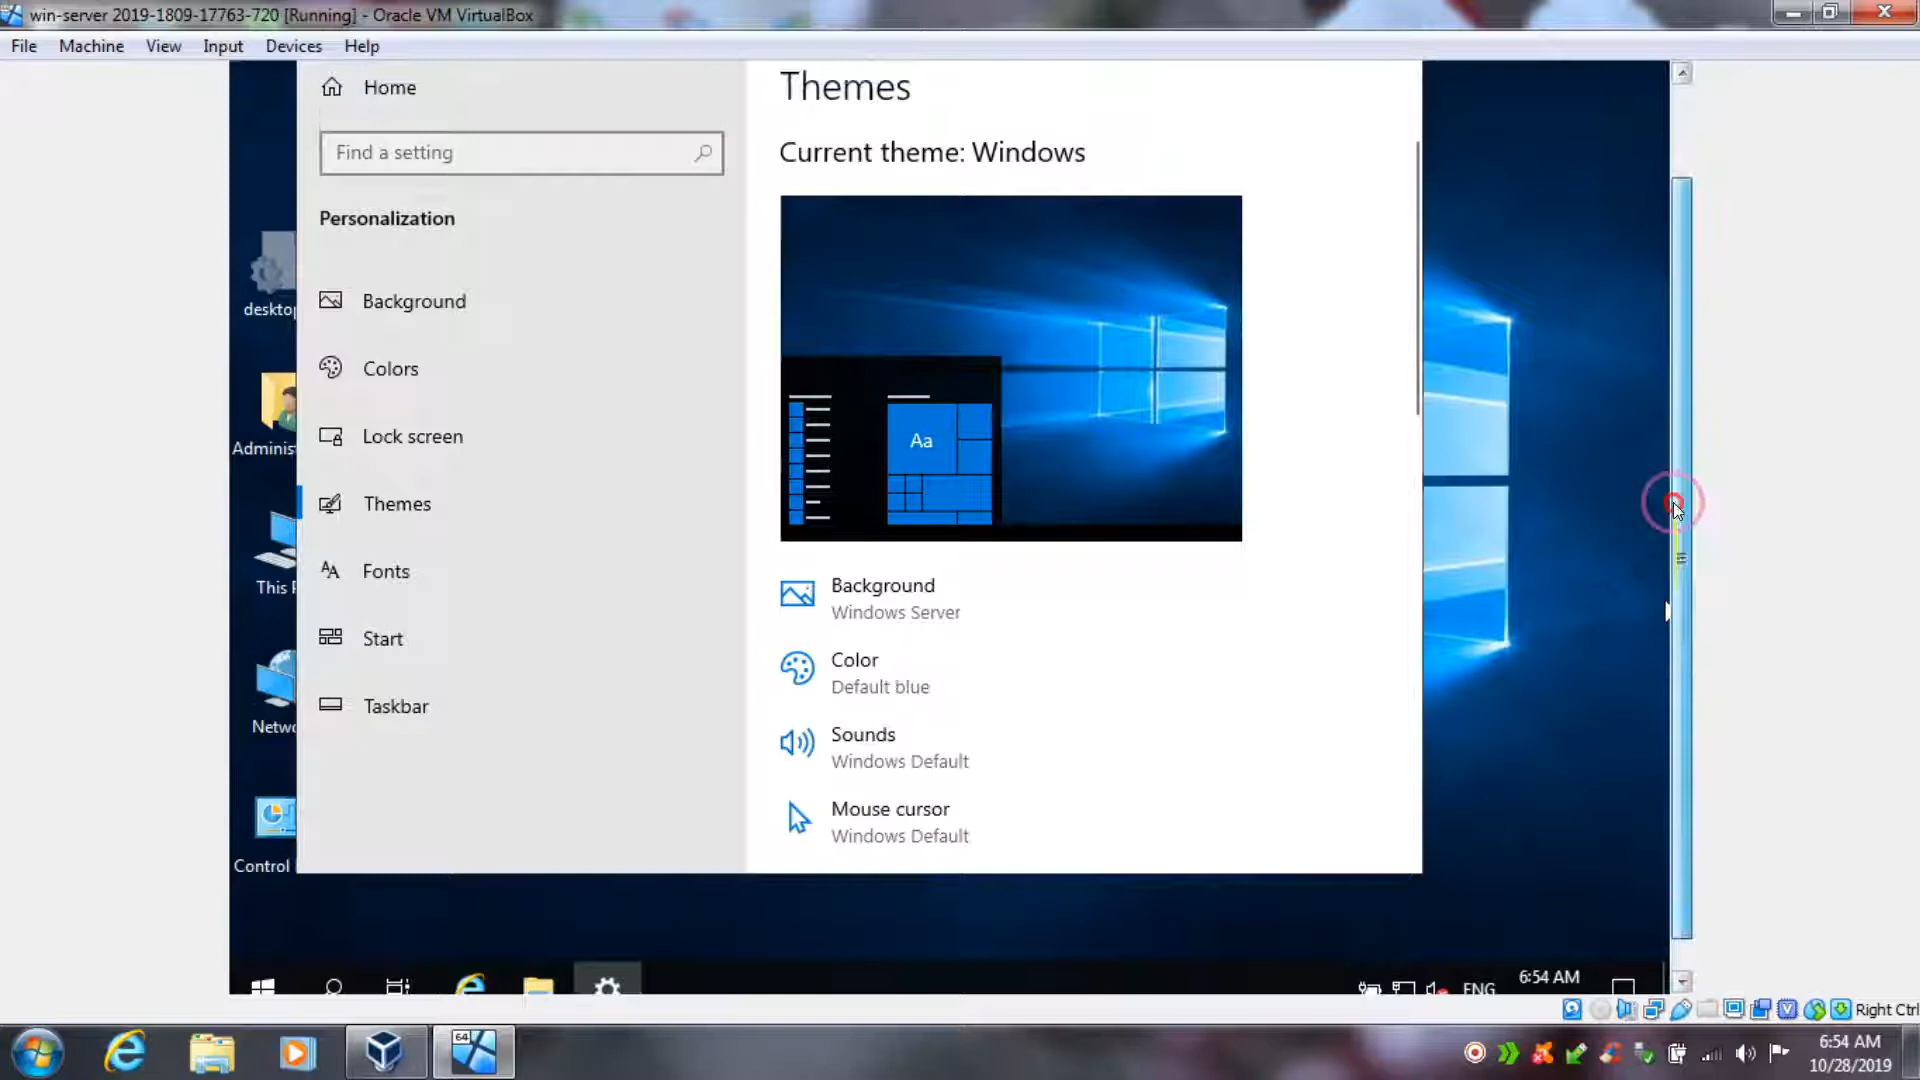 win-server 2019-1809-17763-720 [Running] - Oracle VM VirtualBox
File Machine View Input Devices Help
Home
Find a setting
Personalization
Background
Colors
Lock screen
Themes
Fonts
Start
Taskbar
Themes
Current theme: Windows
Aa
Background
Windows Server
Color
Default blue
Sounds
Windows Default
Mouse cursor
Windows Default
Control
ENG
6:54 AM
Right Ctrl
64
6:54 AM
10/28/2019